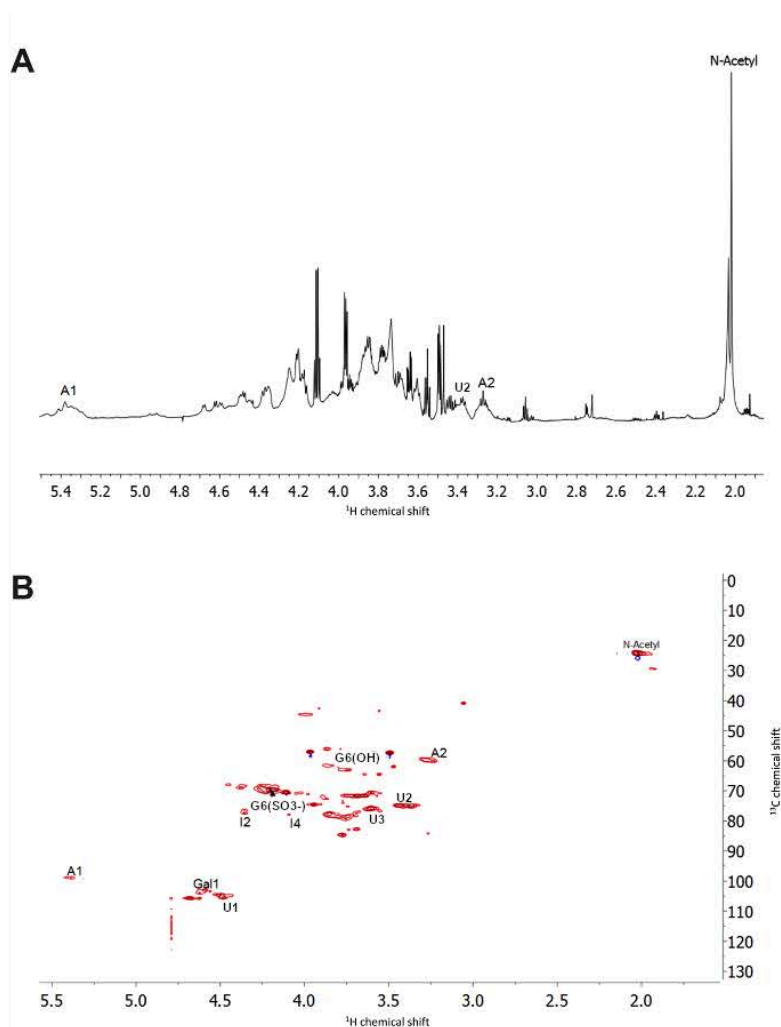 A
N-Acetyl
A1
U2
A2
5.4 5.2 5.0 4.8 4.6 4.4 4.2 4.0 3.8 3.6 3.4 3.2 3.0 2.8 2.6 2.4 2.2 2.0
¹H chemical shift
B
0
10
N-Acetyl
20
30
40
50
G6(OH)
A2
60
70
G6(SO3-)
U2
I2
I4
U3
80
90
A1
Gal1
100
U1
110
120
130
¹³C chemical shift
5.5 5.0 4.5 4.0 3.5 3.0 2.5 2.0
¹H chemical shift